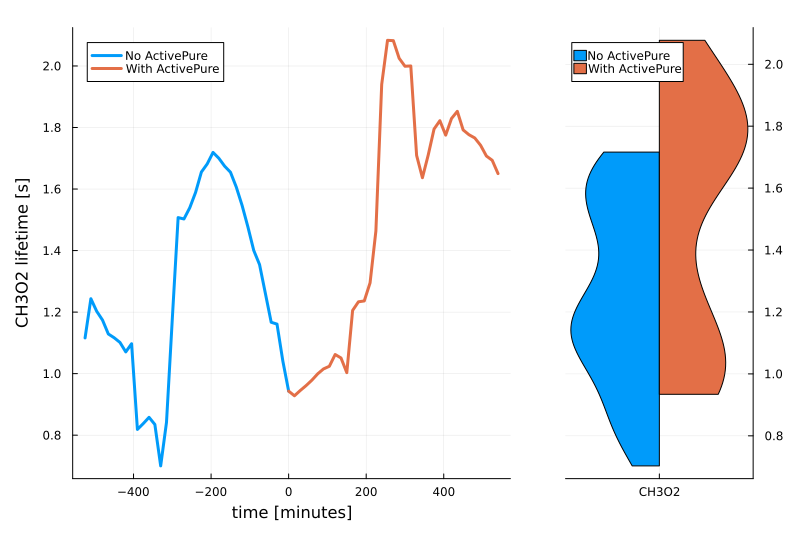 No ActivePure
With ActivePure
CH3O2 lifetime [s]
2.0
1.8
1.6
1.4
1.2
1.0
0.8
−400
−200
0
200
400
time [minutes]
No ActivePure
With ActivePure
2.0
1.8
1.6
1.4
1.2
1.0
0.8
CH3O2